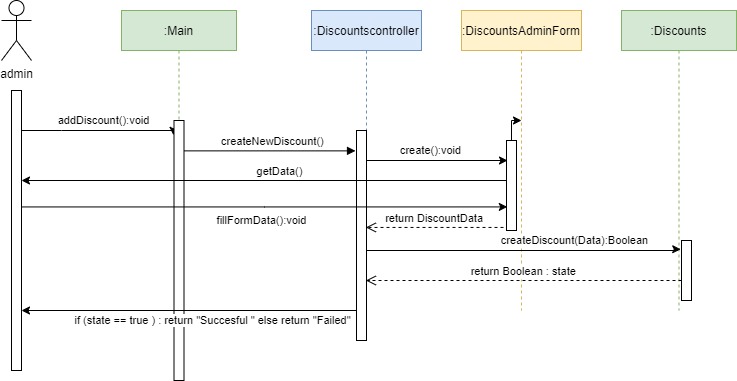 :Main
:Discountscontroller
:DiscountsAdminForm
:Discounts
admin
addDiscount():void
createNewDiscount()
create():void
getData()
fillFormData():void
return DiscountData
createDiscount(Data):Boolean
return Boolean : state
if (state == true ) : return "Succesful " else return "Failed"